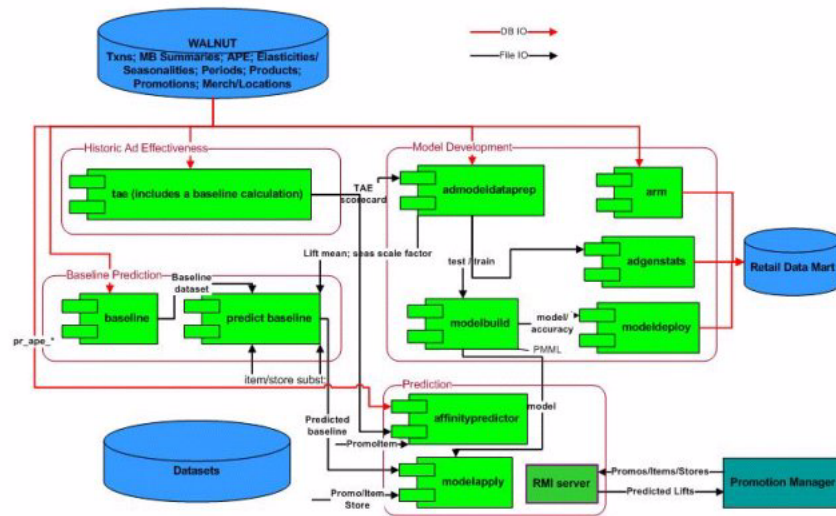 WALNUT
Txns; MB Summaries; APE; Elasticities/
Seasonalities; Periods; Products;
Promotions; Merch/Locations
DB IO
File IO
Historic Ad Effectiveness
tae (includes a baseline calculation)
TAE
scorecard
Model Development
admodeldataprep
arm
Lift mean; seas scale factor
test / train
adgenstats
Retail Data Mart
Baseline Prediction
Baseline
dataset
baseline
predict baseline
modelbuild
model/
accuracy
modeldeploy
PMML
pr_ape_*
item/store subst;
Prediction
model
affinitypredictor
Predicted
baseline
PromoItem
Datasets
modelapply
Promo/Item
Store
RMI server
Promos/Items/Stores
Predicted Lifts
Promotion Manager